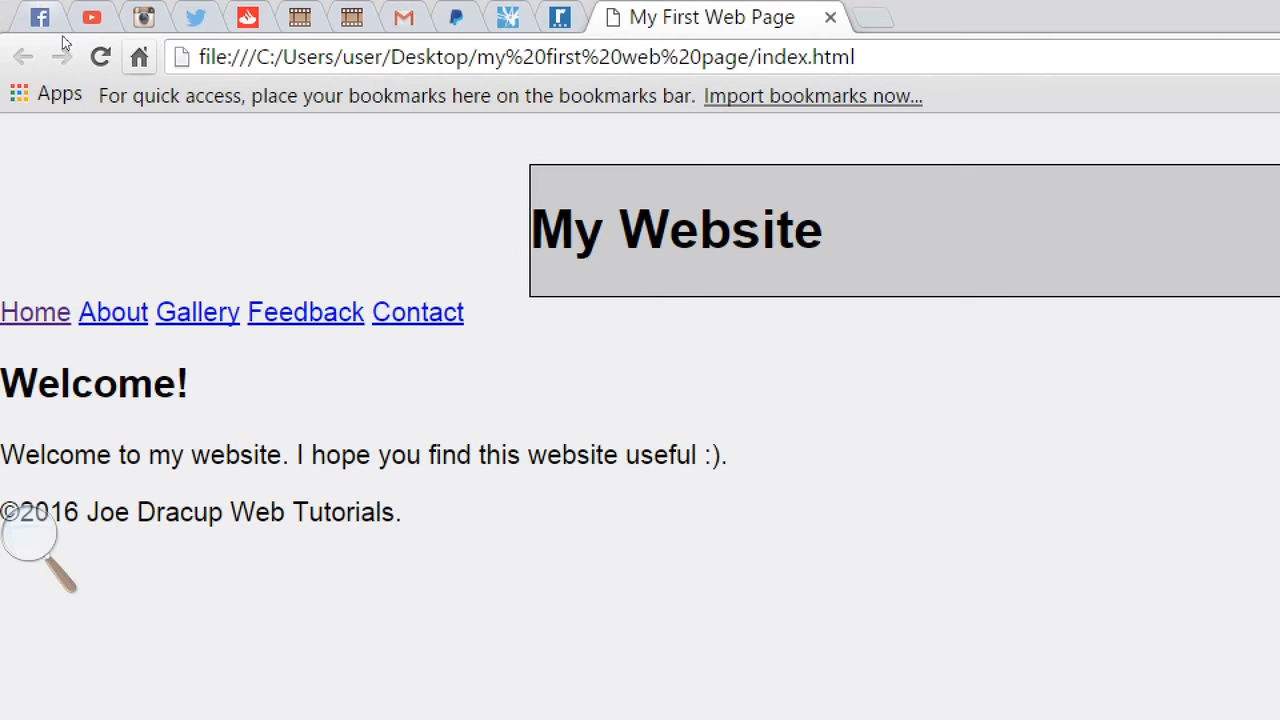 My First Web Page
file:///C:/Users/user/Desktop/my%20first%20web%20page/index.html
Apps For quick access, place your bookmarks here on the bookmarks bar. Import bookmarks now...
My Website
Home About Gallery Feedback Contact
Welcome!
Welcome to my website. I hope you find this website useful :).
©2016 Joe Dracup Web Tutorials.